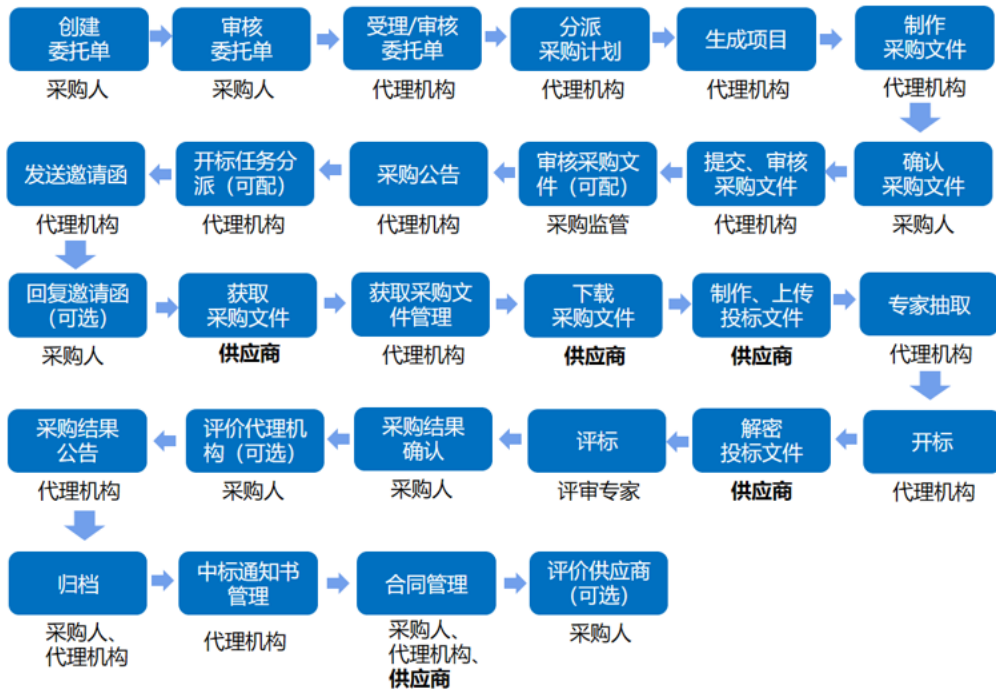 创建
委托单
采购人
审核
委托单
采购人
受理/审核
委托单
代理机构
分派
采购计划
代理机构
生成项目
代理机构
制作
采购文件
代理机构
发送邀请函
代理机构
开标任务分
派（可配）
代理机构
采购公告
代理机构
审核采购文
件（可配）
采购监管
提交、审核
采购文件
代理机构
确认
采购文件
采购人
回复邀请函
（可选）
采购人
获取
采购文件
供应商
获取采购文
件管理
代理机构
下载
采购文件
供应商
制作、上传
投标文件
供应商
专家抽取
代理机构
采购结果
公告
代理机构
评价代理机
构（可选）
采购人
采购结果
确认
采购人
评标
评审专家
解密
投标文件
供应商
开标
代理机构
归档
采购人、
代理机构
中标通知书
管理
代理机构
合同管理
采购人、
代理机构、
供应商
评价供应商
（可选）
采购人